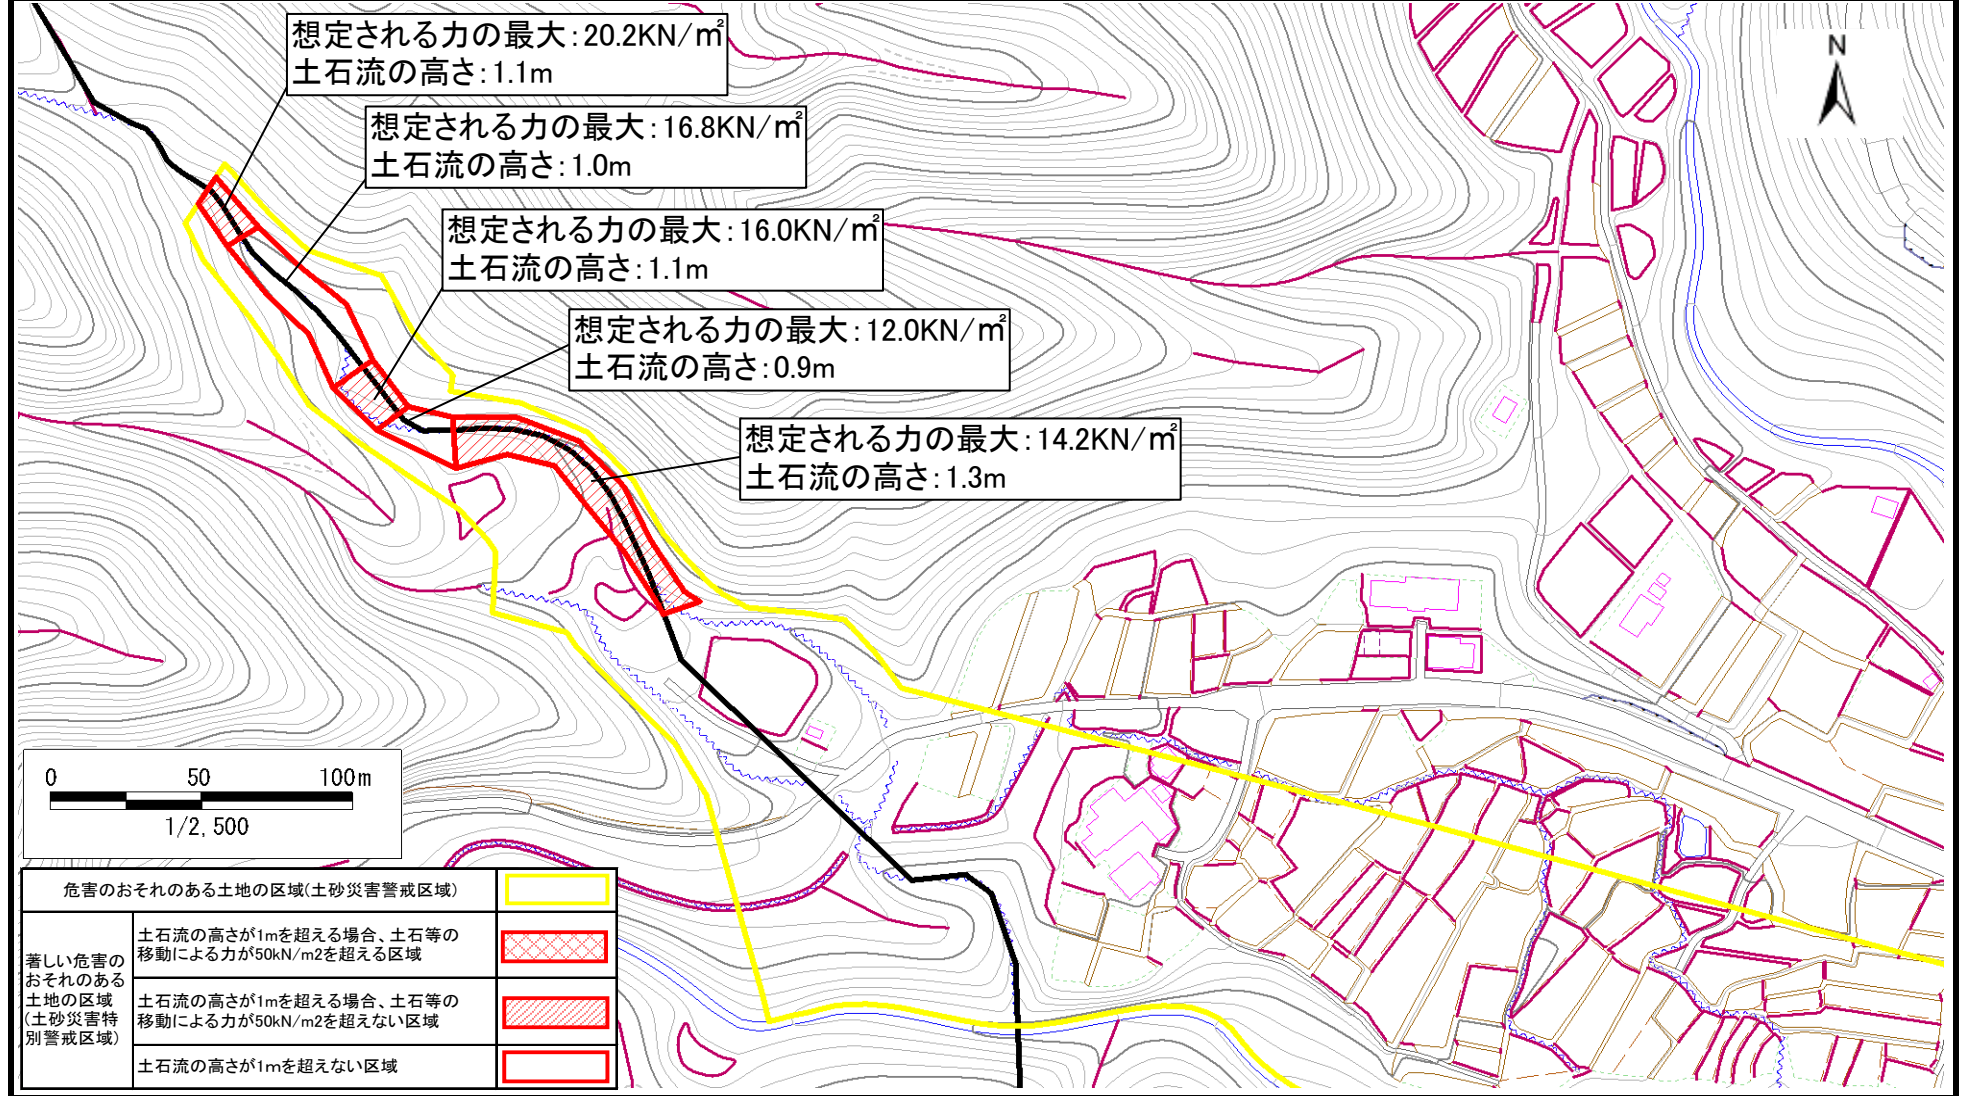 想定される力の最大:20.2KN/㎡
土石流の高さ:1.1m
想定される力の最大:16.8KN/㎡
土石流の高さ:1.0m
想定される力の最大:16.0KN/㎡
土石流の高さ:1.1m
想定される力の最大:12.0KN/㎡
土石流の高さ:0.9m
想定される力の最大:14.2KN/㎡
土石流の高さ:1.3m
N
0 50 100m
1/2,500
危害のおそれのある土地の区域(土砂災害警戒区域)
著しい危害の
おそれのある
土地の区域
(土砂災害特
別警戒区域)
土石流の高さが1mを超える場合、土石等の
移動による力が50kN/m2を超える区域
土石流の高さが1mを超える場合、土石等の
移動による力が50kN/m2を超えない区域
土石流の高さが1mを超えない区域